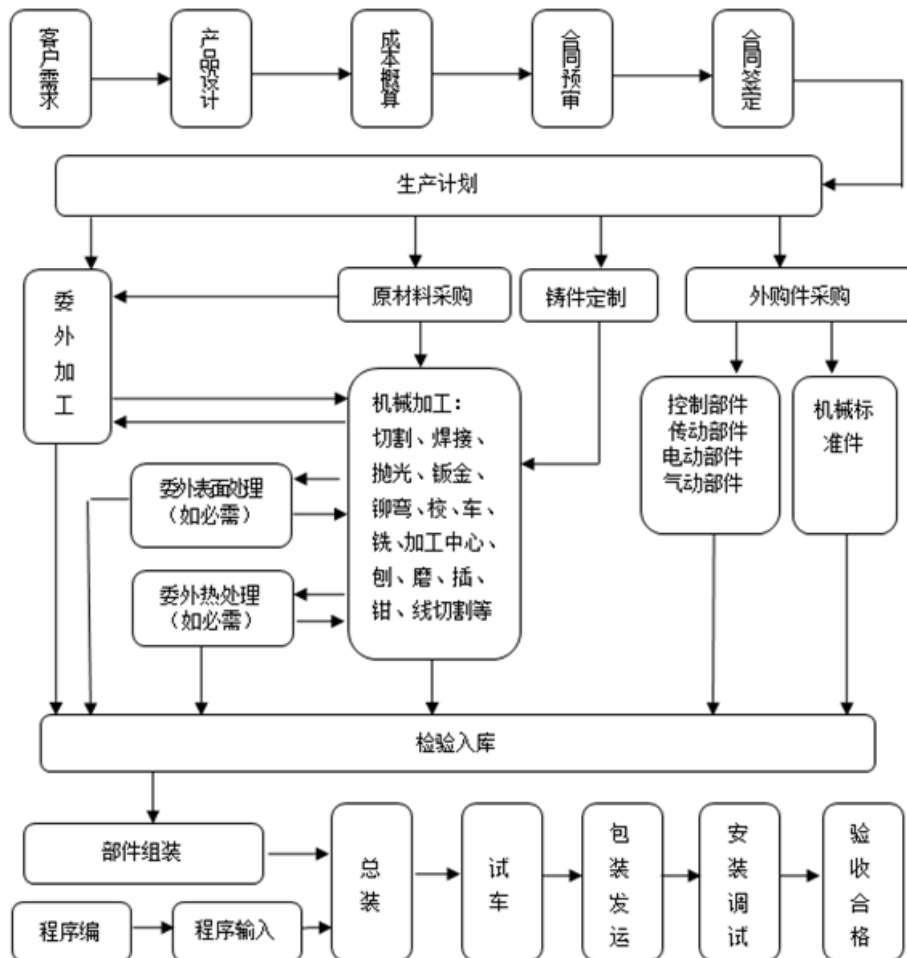 客户需求
产品设计
成本概算
合同预审
合同签定
生产计划
委外加工
原材料采购
铸件定制
外购件采购
机械加工：
切割、焊接、
抛光、钣金、
铆弯、校、车、
铣、加工中心、
刨、磨、插、
钳、线切割等
控制部件
传动部件
电动部件
气动部件
机械标
准件
委外表面处理
（如必需）
委外热处理
（如必需）
检验入库
部件组装
总装
试车
包装发运
安装调试
验收合格
程序编
程序输入